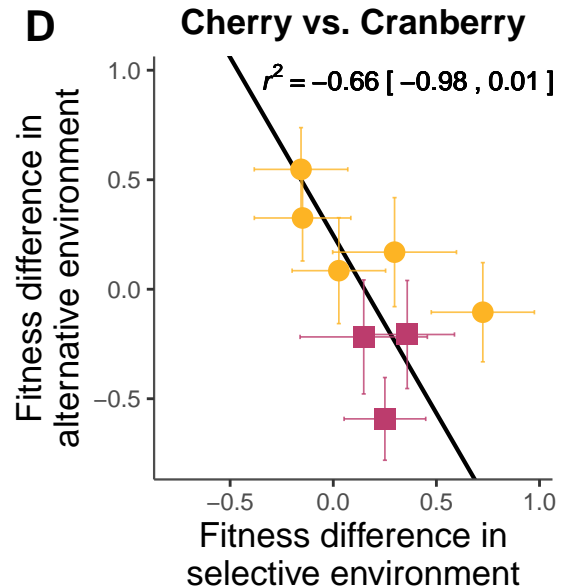 D
Cherry vs. Cranberry
r² = −0.66 [ −0.98 , 0.01 ]
1.0
0.5
0.0
−0.5
Fitness difference in
alternative environment
−0.5 0.0 0.5 1.0
Fitness difference in
selective environment